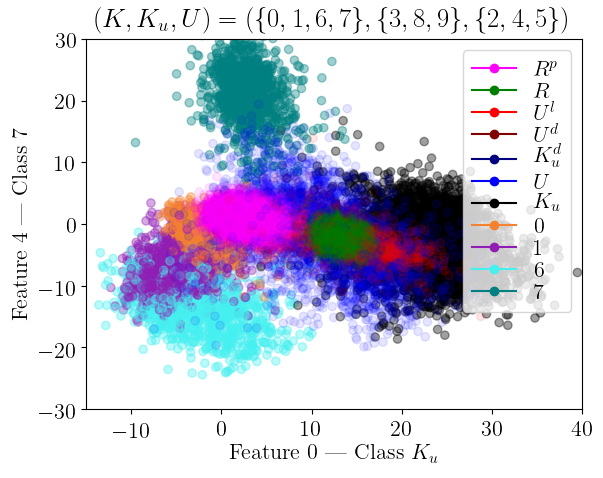 (K, K_u, U) = ({0, 1, 6, 7}, {3, 8, 9}, {2, 4, 5})
30
20
10
0
−10
−20
−30
Feature 4 — Class 7
R^p
R
U^l
U^d
K_u^d
U
K_u
0
1
6
7
−10
0
10
20
30
40
Feature 0 — Class K_u